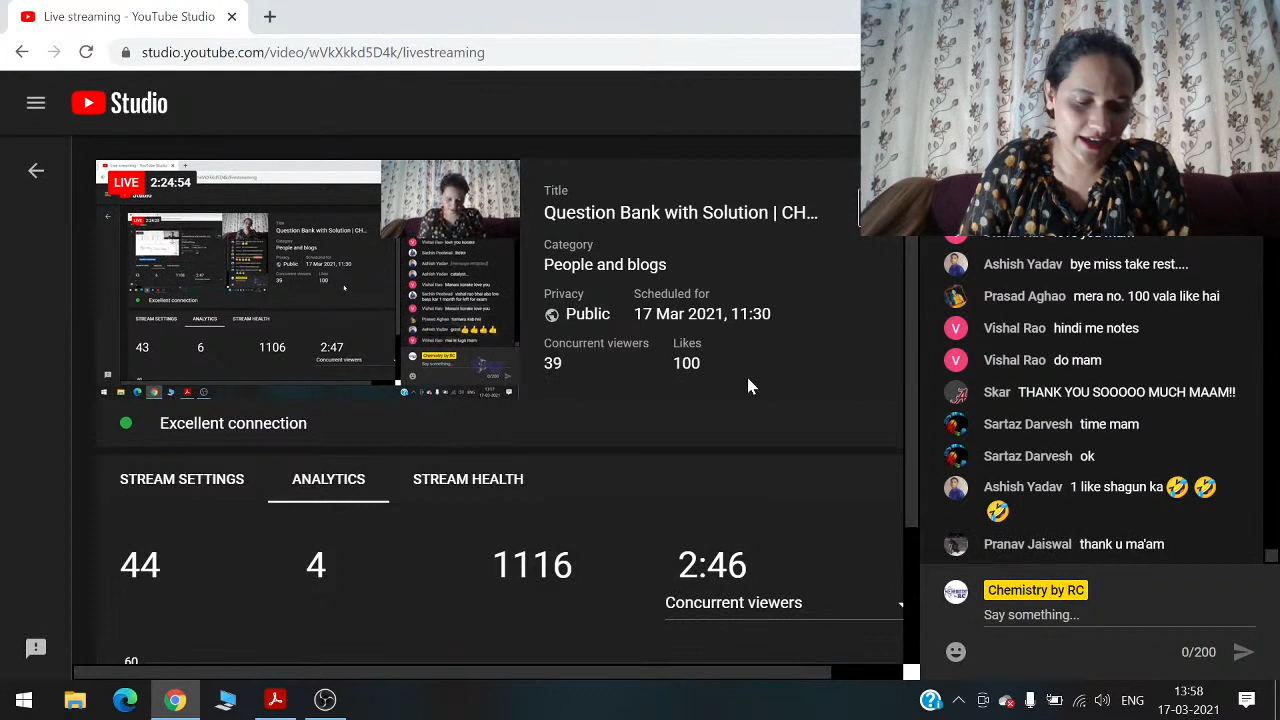 Live streaming - YouTube Studio
studio.youtube.com/video/wVkXkkd5D4k/livestreaming
Studio
LIVE 2:24:54
Title
Question Bank with Solution | CH...
Category
People and blogs
Privacy
Scheduled for
Public
17 Mar 2021, 11:30
Concurrent viewers
Likes
39
100
Excellent connection
STREAM SETTINGS
ANALYTICS
STREAM HEALTH
44
4
1116
2:46
Concurrent viewers
60
Ashish Yadav bye miss take rest....
Prasad Aghao mera no. 100 vala like hai
V Vishal Rao hindi me notes
V Vishal Rao do mam
Skar THANK YOU SOOOOO MUCH MAAM!!
Sartaz Darvesh time mam
Sartaz Darvesh ok
Ashish Yadav 1 like shagun ka 🤣 🤣
🤣
Pranav Jaiswal thank u ma'am
Chemistry by RC
Say something...
0/200
ENG
13:58
17-03-2021